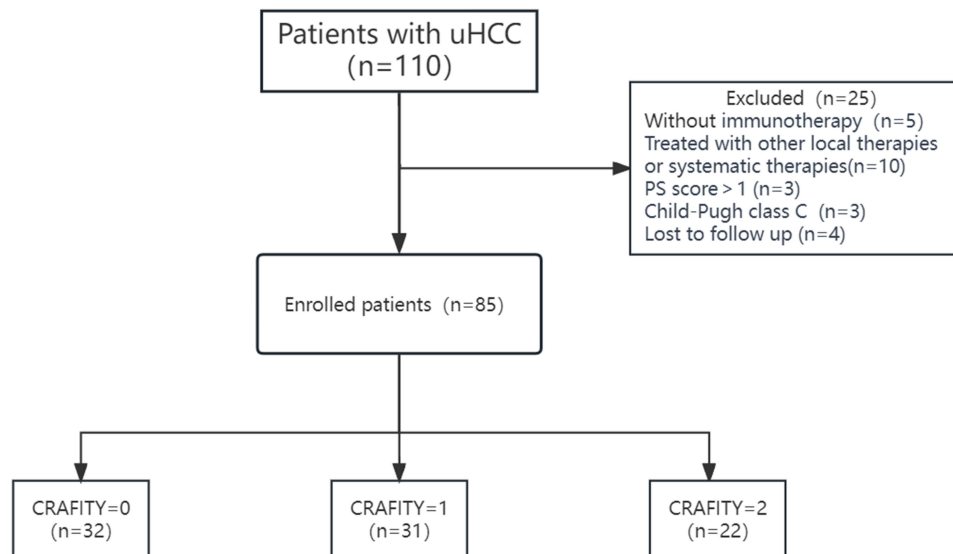 Patients with uHCC
(n=110)
Excluded (n=25)
Without immunotherapy (n=5)
Treated with other local therapies
or systematic therapies(n=10)
PS score > 1 (n=3)
Child-Pugh class C (n=3)
Lost to follow up (n=4)
Enrolled patients (n=85)
CRAFITY=0
(n=32)
CRAFITY=1
(n=31)
CRAFITY=2
(n=22)